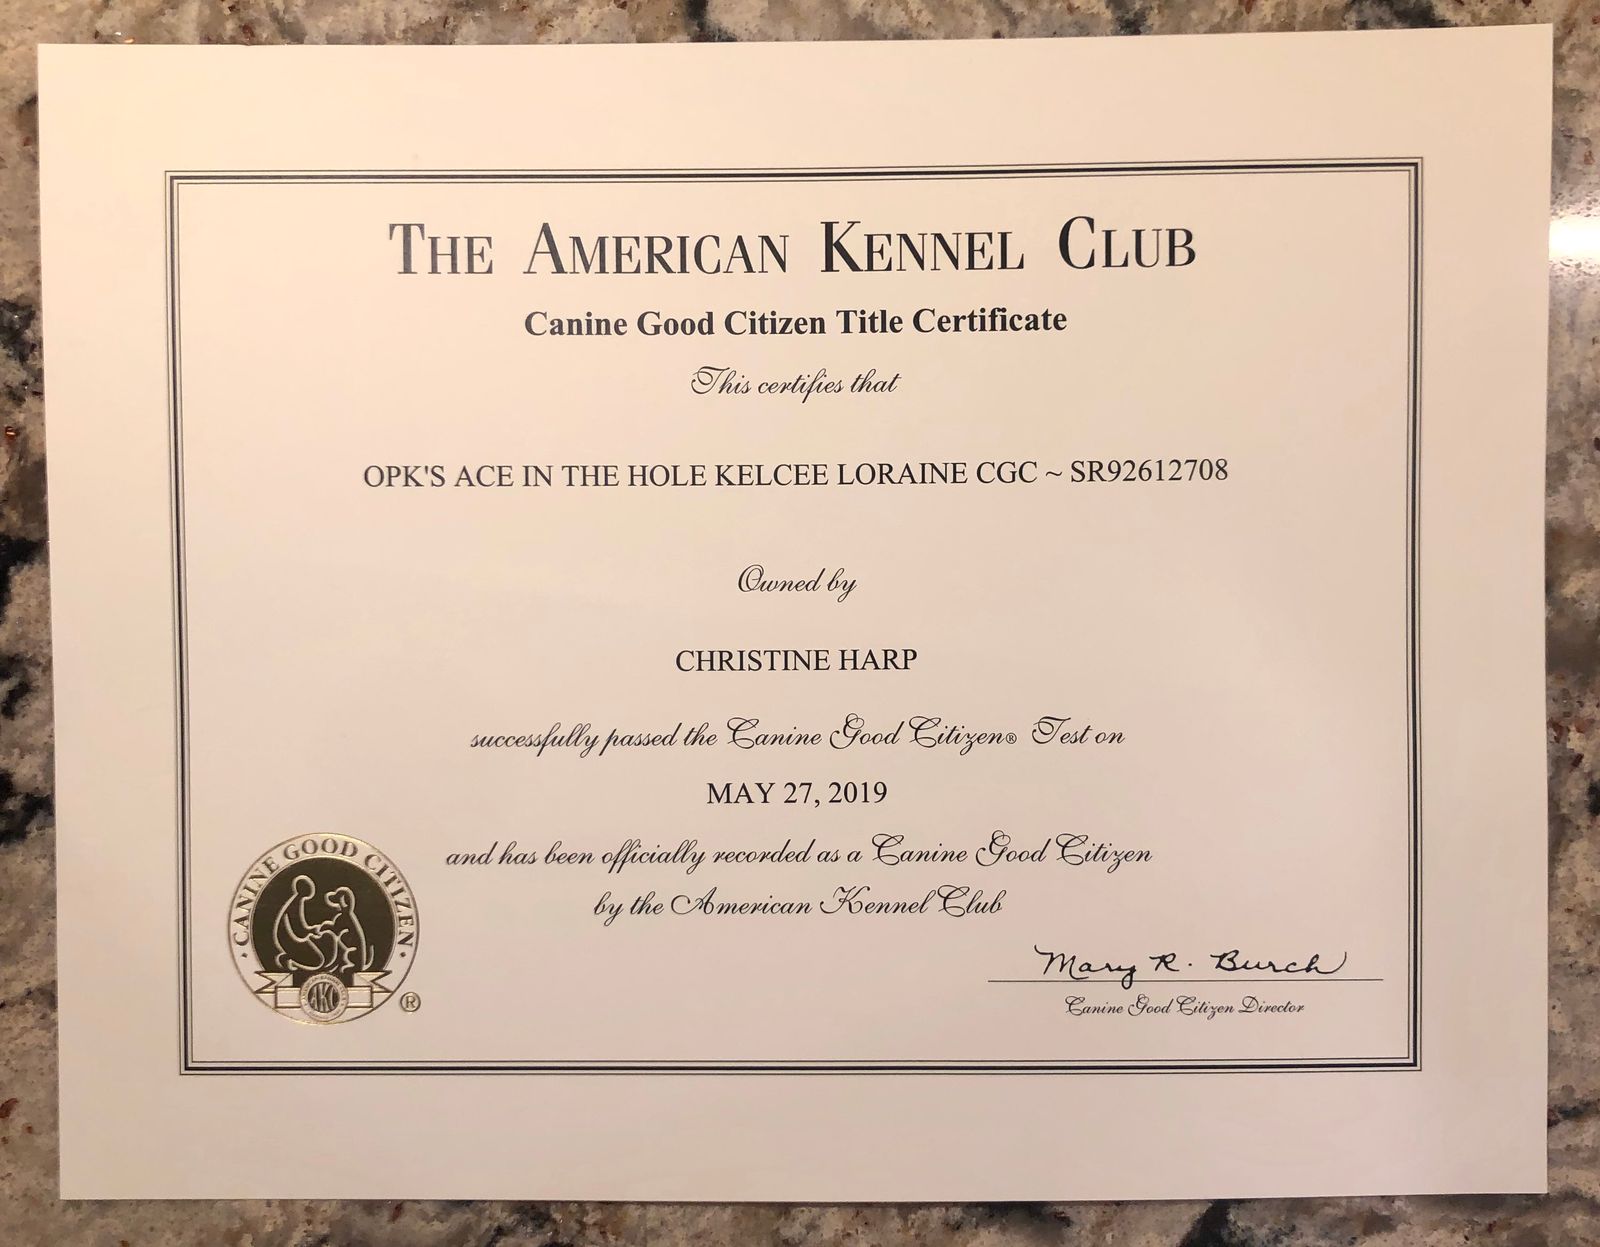 THE AMERICAN KENNEL CLUB
Canine Good Citizen Title Certificate
This certifies that
OPK'S ACE IN THE HOLE KELCEE LORAINE CGC ~ SR92612708
Owned by
CHRISTINE HARP
successfully passed the Canine Good Citizen® Test on
MAY 27, 2019
and has been officially recorded as a Canine Good Citizen
by the American Kennel Club
· CANINE GOOD CITIZEN ·
AKC
®
Mary R. Burch
Canine Good Citizen Director